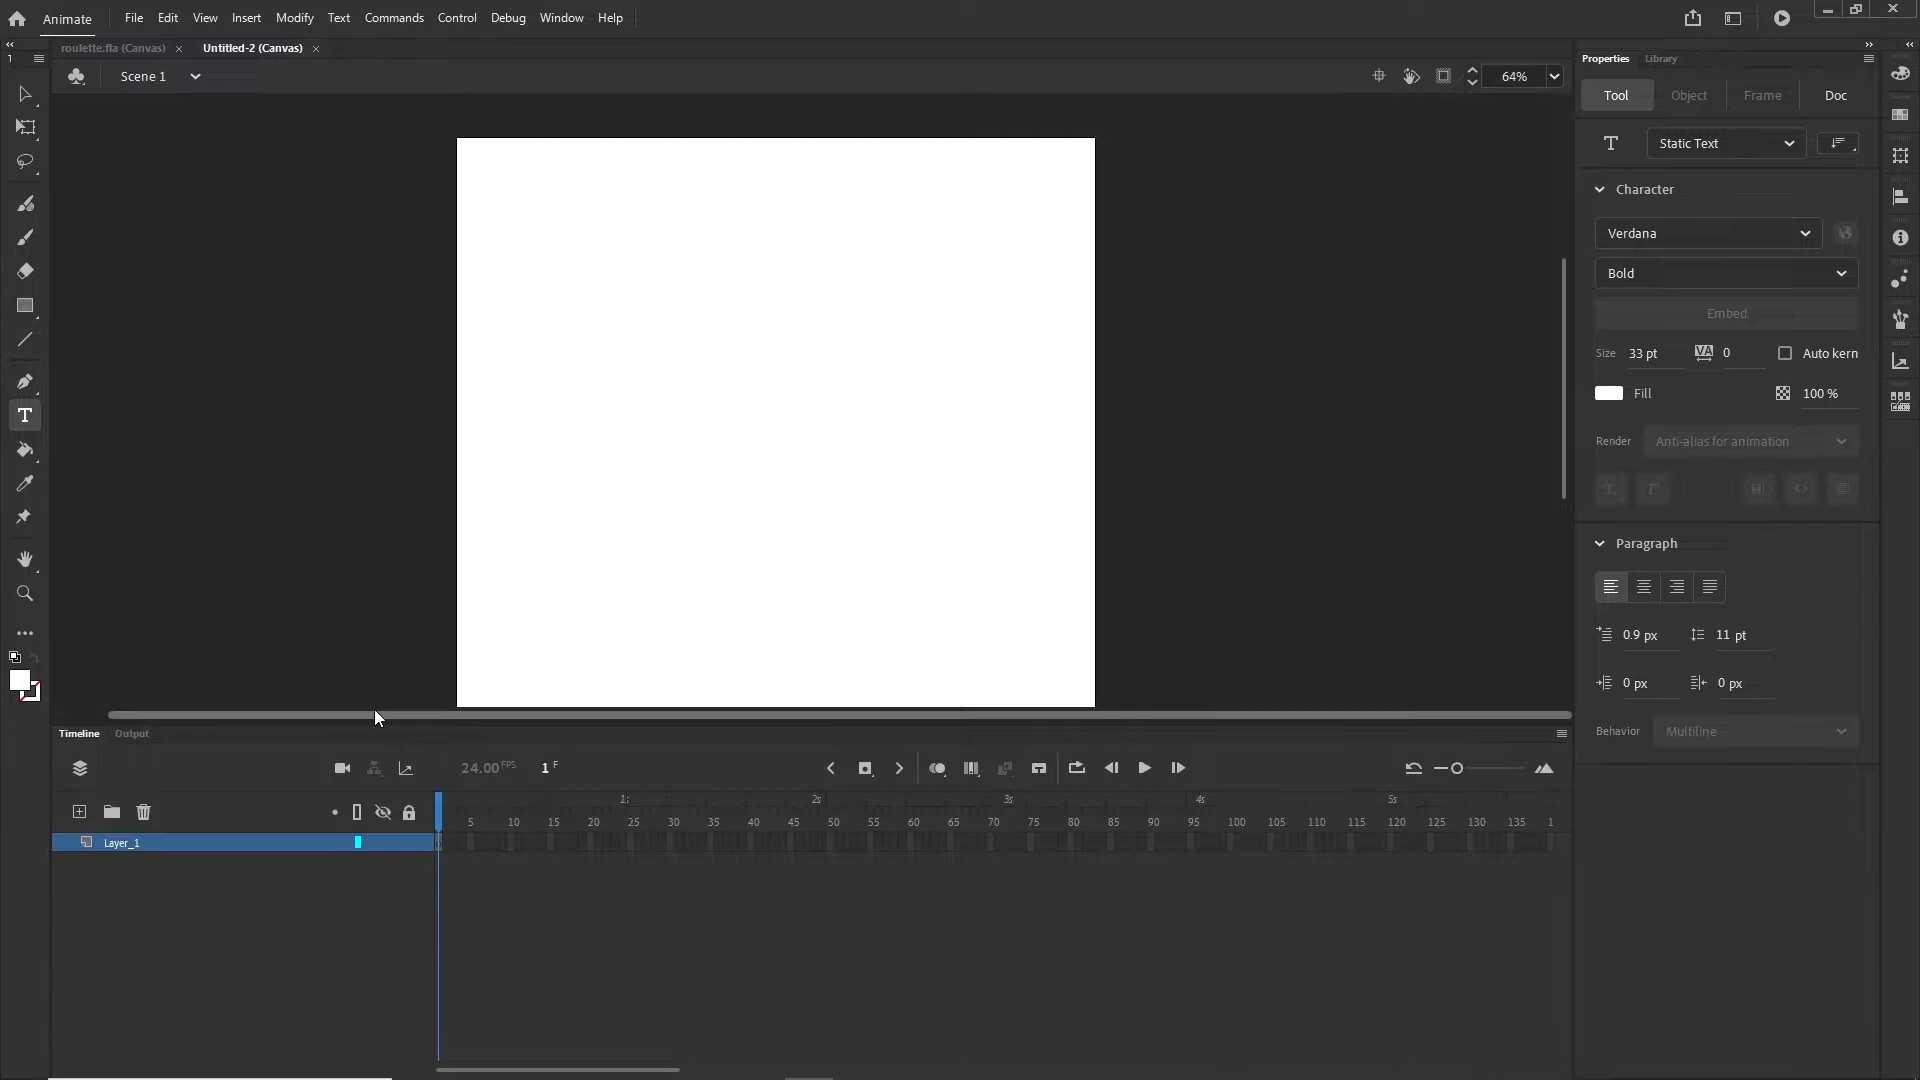 Animate File Edit View Insert Modify Text Commands Control Debug Window Help
roulette.fla (Canvas) × Untitled-2 (Canvas) ×
Scene 1 64%
Properties Library
Tool Object Frame Doc
T Static Text
Character
Verdana
Bold
Embed
Size 33 pt VA 0 Auto kern
Fill 100 %
Render Anti-alias for animation
Paragraph
0.9 px 11 pt
0 px 0 px
Behavior Multiline
Timeline Output
24.00 FPS 1 F
1s 2s 3s 4s 5s
5 10 15 20 25 30 35 40 45 50 55 60 65 70 75 80 85 90 95 100 105 110 115 120 125 130 135 1
Layer_1